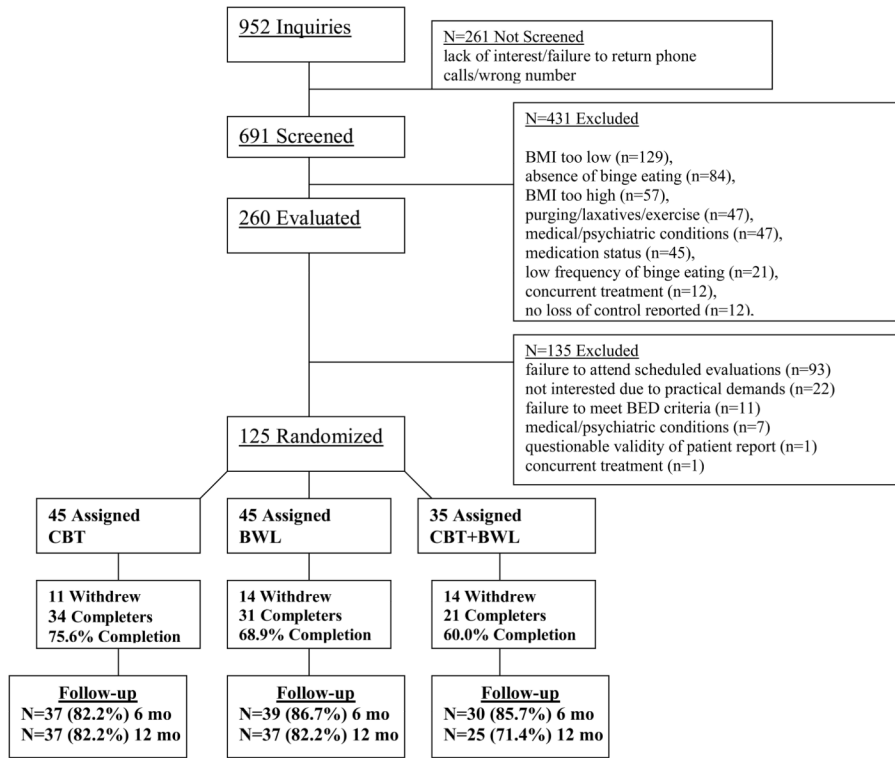 952 Inquiries
N=261 Not Screened
lack of interest/failure to return phone
calls/wrong number
691 Screened
N=431 Excluded
BMI too low (n=129),
absence of binge eating (n=84),
BMI too high (n=57),
purging/laxatives/exercise (n=47),
medical/psychiatric conditions (n=47),
medication status (n=45),
low frequency of binge eating (n=21),
concurrent treatment (n=12),
no loss of control reported (n=12).
260 Evaluated
N=135 Excluded
failure to attend scheduled evaluations (n=93)
not interested due to practical demands (n=22)
failure to meet BED criteria (n=11)
medical/psychiatric conditions (n=7)
questionable validity of patient report (n=1)
concurrent treatment (n=1)
125 Randomized
45 Assigned
CBT
45 Assigned
BWL
35 Assigned
CBT+BWL
11 Withdrew
34 Completers
75.6% Completion
14 Withdrew
31 Completers
68.9% Completion
14 Withdrew
21 Completers
60.0% Completion
Follow-up
N=37 (82.2%) 6 mo
N=37 (82.2%) 12 mo
Follow-up
N=39 (86.7%) 6 mo
N=37 (82.2%) 12 mo
Follow-up
N=30 (85.7%) 6 mo
N=25 (71.4%) 12 mo